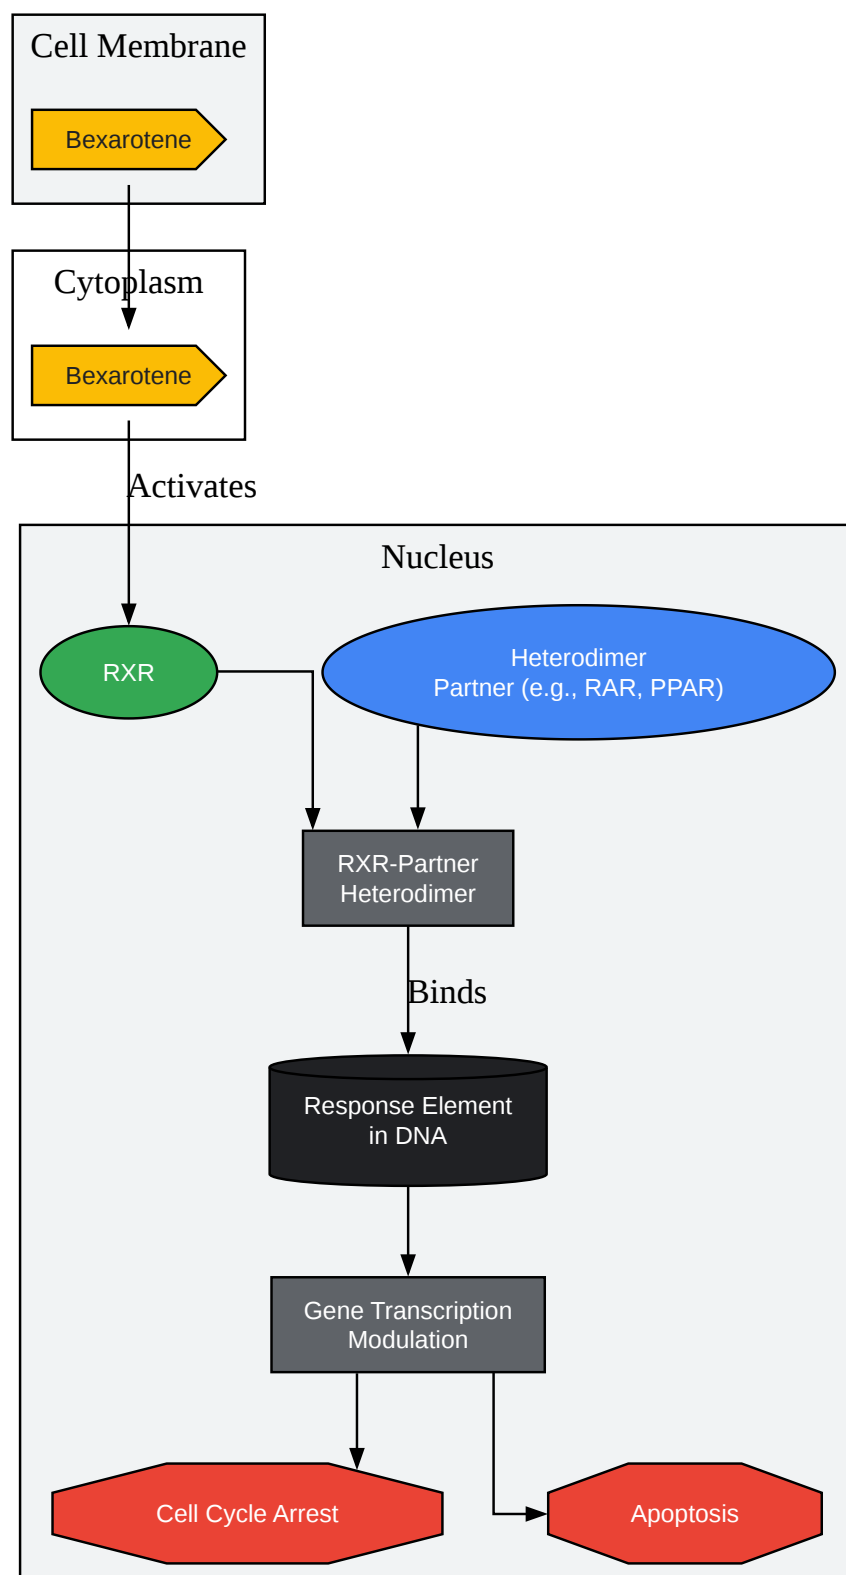 Cell Membrane
Bexarotene
Cytoplasm
Bexarotene
Activates
Nucleus
RXR
Heterodimer
Partner (e.g., RAR, PPAR)
RXR-Partner
Heterodimer
Binds
Response Element
in DNA
Gene Transcription
Modulation
Cell Cycle Arrest
Apoptosis